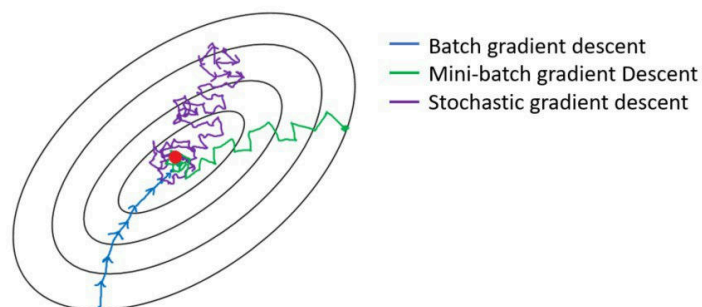 Batch gradient descent
Mini-batch gradient Descent
Stochastic gradient descent